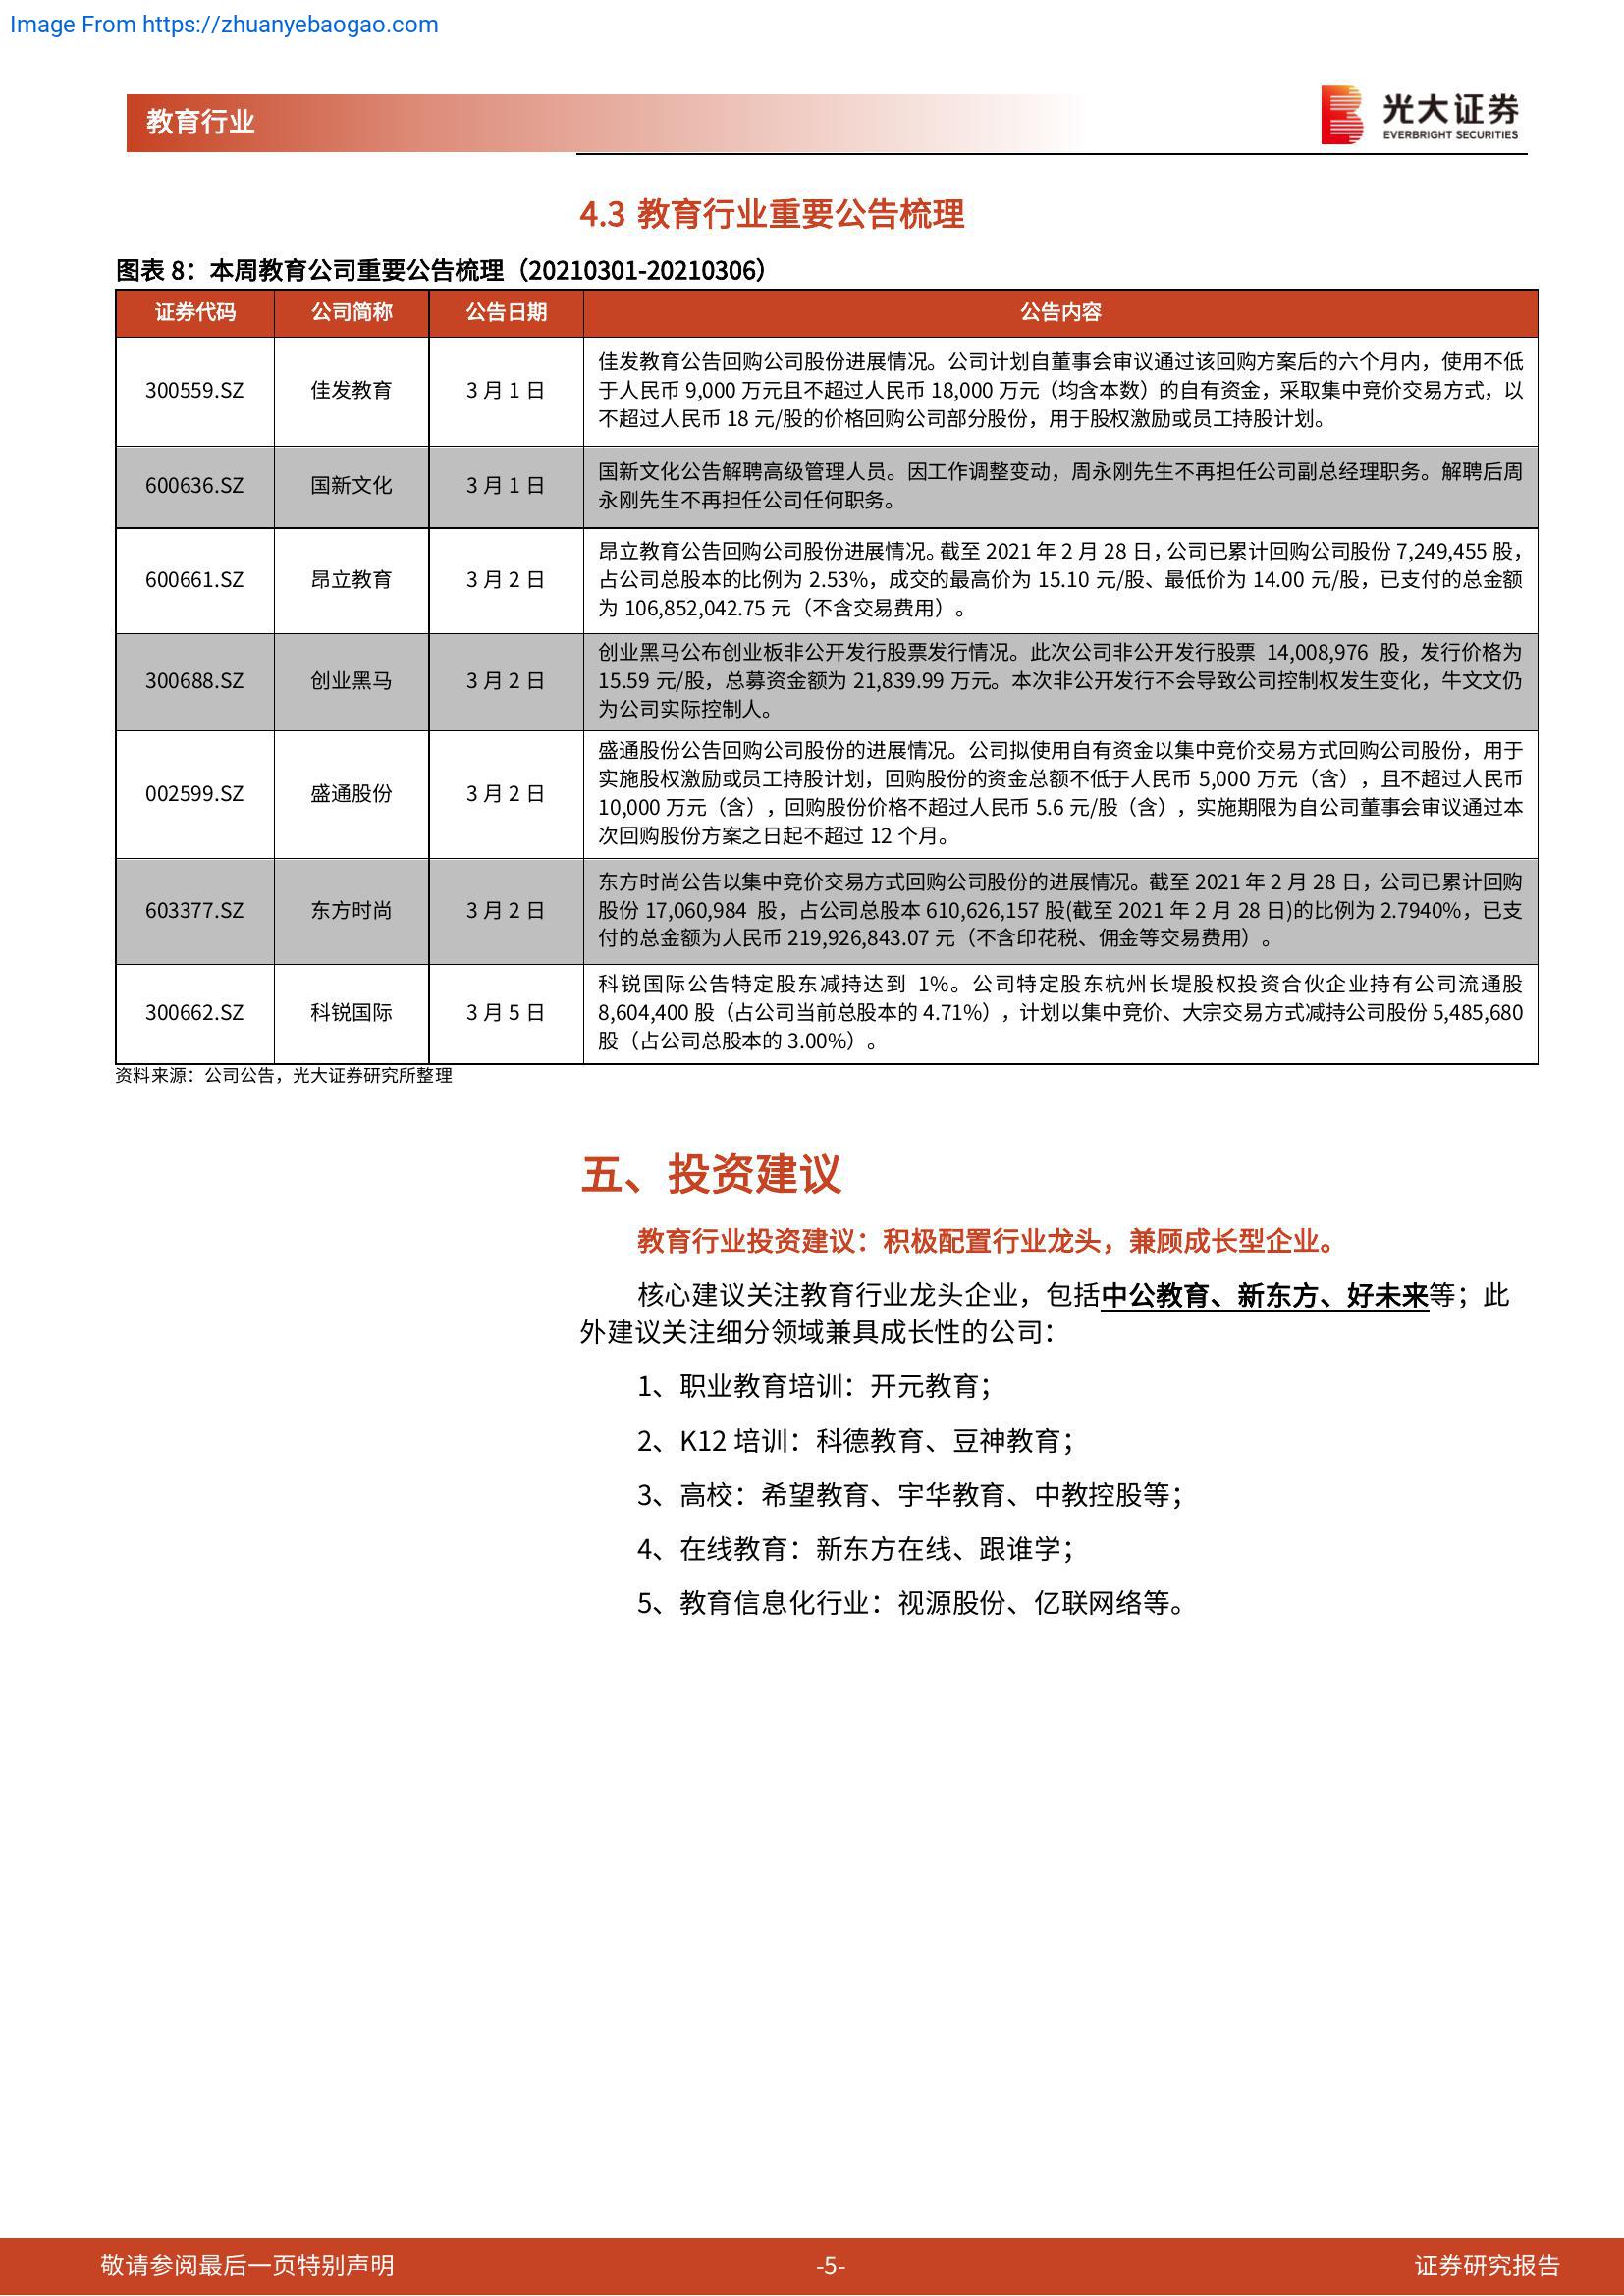 Image From https://zhuanyebaogao.com
教育行业
光大证券
EVERBRIGHT SECURITIES
4.3 教育行业重要公告梳理
图表 8：本周教育公司重要公告梳理（20210301-20210306）
证券代码 公司简称 公告日期 公告内容
300559.SZ 佳发教育 3 月 1 日
佳发教育公告回购公司股份进展情况。公司计划自董事会审议通过该回购方案后的六个月内，使用不低
于人民币 9,000 万元且不超过人民币 18,000 万元（均含本数）的自有资金，采取集中竞价交易方式，以
不超过人民币 18 元/股的价格回购公司部分股份，用于股权激励或员工持股计划。
600636.SZ 国新文化 3 月 1 日
国新文化公告解聘高级管理人员。因工作调整变动，周永刚先生不再担任公司副总经理职务。解聘后周
永刚先生不再担任公司任何职务。
600661.SZ 昂立教育 3 月 2 日
昂立教育公告回购公司股份进展情况。截至 2021 年 2 月 28 日，公司已累计回购公司股份 7,249,455 股，
占公司总股本的比例为 2.53%，成交的最高价为 15.10 元/股、最低价为 14.00 元/股，已支付的总金额
为 106,852,042.75 元（不含交易费用）。
300688.SZ 创业黑马 3 月 2 日
创业黑马公布创业板非公开发行股票发行情况。此次公司非公开发行股票 14,008,976 股，发行价格为
15.59 元/股，总募资金额为 21,839.99 万元。本次非公开发行不会导致公司控制权发生变化，牛文文仍
为公司实际控制人。
002599.SZ 盛通股份 3 月 2 日
盛通股份公告回购公司股份的进展情况。公司拟使用自有资金以集中竞价交易方式回购公司股份，用于
实施股权激励或员工持股计划，回购股份的资金总额不低于人民币 5,000 万元（含），且不超过人民币
10,000 万元（含），回购股份价格不超过人民币 5.6 元/股（含），实施期限为自公司董事会审议通过本
次回购股份方案之日起不超过 12 个月。
603377.SZ 东方时尚 3 月 2 日
东方时尚公告以集中竞价交易方式回购公司股份的进展情况。截至 2021 年 2 月 28 日，公司已累计回购
股份 17,060,984 股，占公司总股本 610,626,157 股(截至 2021 年 2 月 28 日)的比例为 2.7940%，已支
付的总金额为人民币 219,926,843.07 元（不含印花税、佣金等交易费用）。
300662.SZ 科锐国际 3 月 5 日
科锐国际公告特定股东减持达到 1%。公司特定股东杭州长堤股权投资合伙企业持有公司流通股
8,604,400 股（占公司当前总股本的 4.71%），计划以集中竞价、大宗交易方式减持公司股份 5,485,680
股（占公司总股本的 3.00%）。
资料来源：公司公告，光大证券研究所整理
五、投资建议
教育行业投资建议：积极配置行业龙头，兼顾成长型企业。
核心建议关注教育行业龙头企业，包括中公教育、新东方、好未来等；此
外建议关注细分领域兼具成长性的公司：
1、职业教育培训：开元教育；
2、K12 培训：科德教育、豆神教育；
3、高校：希望教育、宇华教育、中教控股等；
4、在线教育：新东方在线、跟谁学；
5、教育信息化行业：视源股份、亿联网络等。
敬请参阅最后一页特别声明 -5- 证券研究报告